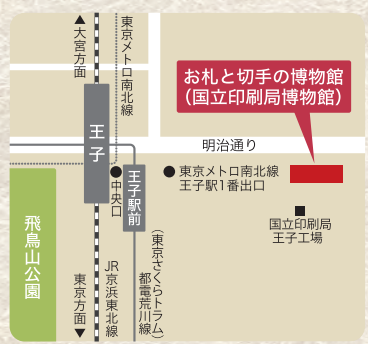 ▲大宮方面
東京メトロ南北線
お札と切手の博物館
(国立印刷局博物館)
王子
明治通り
中央口
王子駅前
東京メトロ南北線
王子駅1番出口
国立印刷局
王子工場
飛鳥山公園
東京方面▼
JR京浜東北線
都電荒川線
(東京さくらトラム)